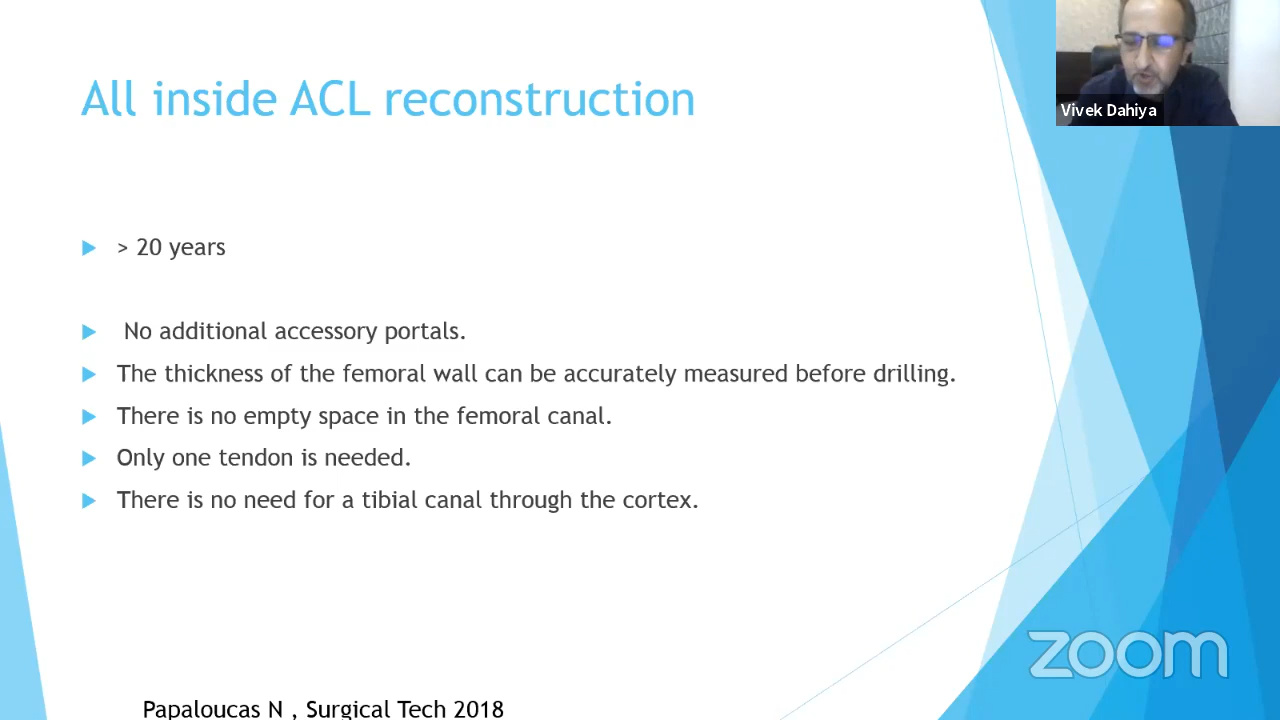 All inside ACL reconstruction
Vivek Dahiya
> 20 years
No additional accessory portals.
The thickness of the femoral wall can be accurately measured before drilling.
There is no empty space in the femoral canal.
Only one tendon is needed.
There is no need for a tibial canal through the cortex.
zoom
Papaloucas N , Surgical Tech 2018